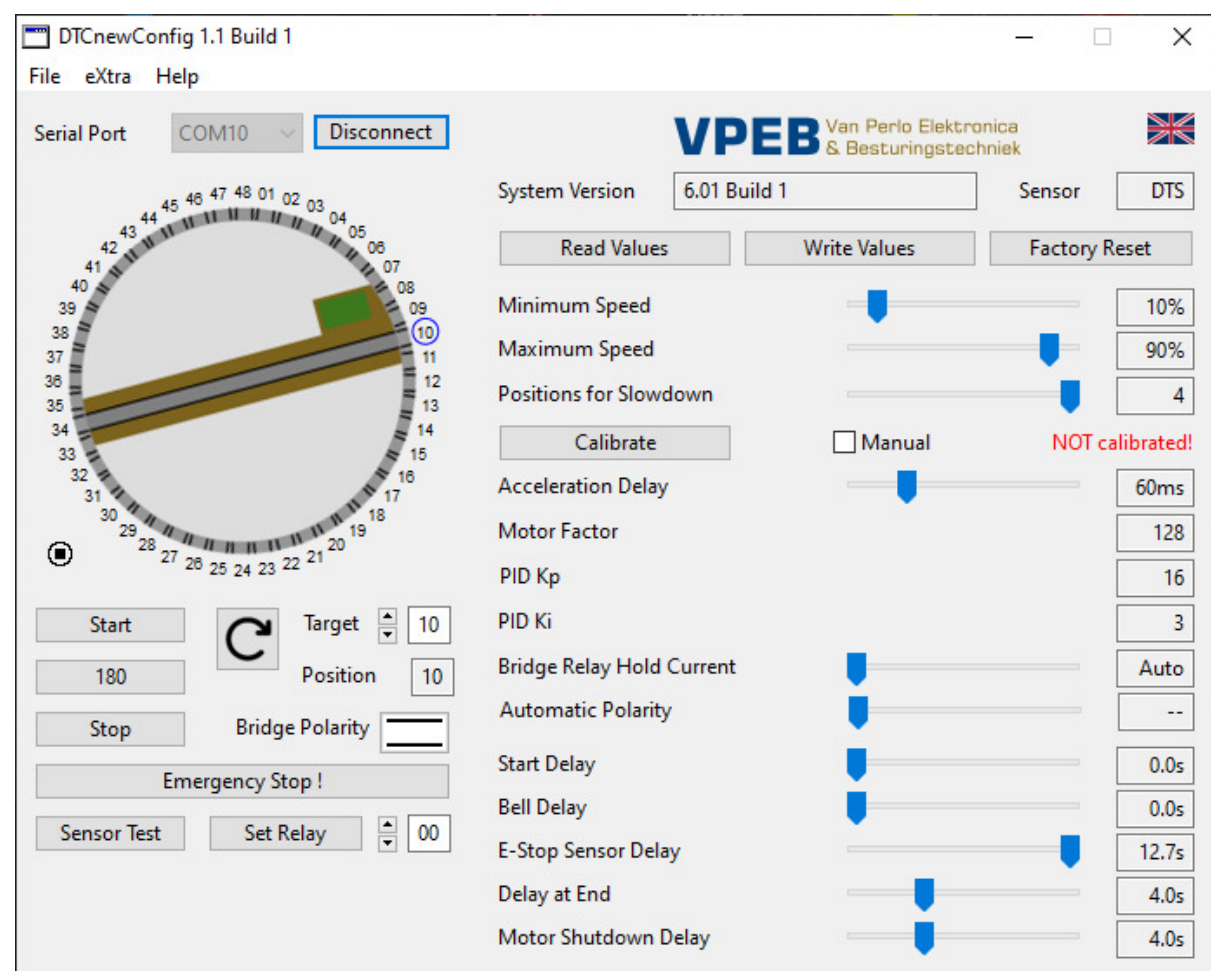 DTCnewConfig 1.1 Build 1
File eXtra Help
Serial Port COM10 Disconnect
VPEB Van Perlo Elektronica
& Besturingstechniek
System Version 6.01 Build 1 Sensor DTS
Read Values Write Values Factory Reset
Minimum Speed 10%
Maximum Speed 90%
Positions for Slowdown 4
Calibrate Manual NOT calibrated!
Acceleration Delay 60ms
Motor Factor 128
PID Kp 16
PID Ki 3
Bridge Relay Hold Current Auto
Automatic Polarity --
Start Delay 0.0s
Bell Delay 0.0s
E-Stop Sensor Delay 12.7s
Delay at End 4.0s
Motor Shutdown Delay 4.0s
01
02
03
04
05
06
07
08
09
10
11
12
13
14
15
16
17
18
19
20
21
22
23
24
25
26
27
28
29
30
31
32
33
34
35
36
37
38
39
40
41
42
43
44
45
46
47
48
Start Target 10
180 Position 10
Stop Bridge Polarity
Emergency Stop !
Sensor Test Set Relay 00